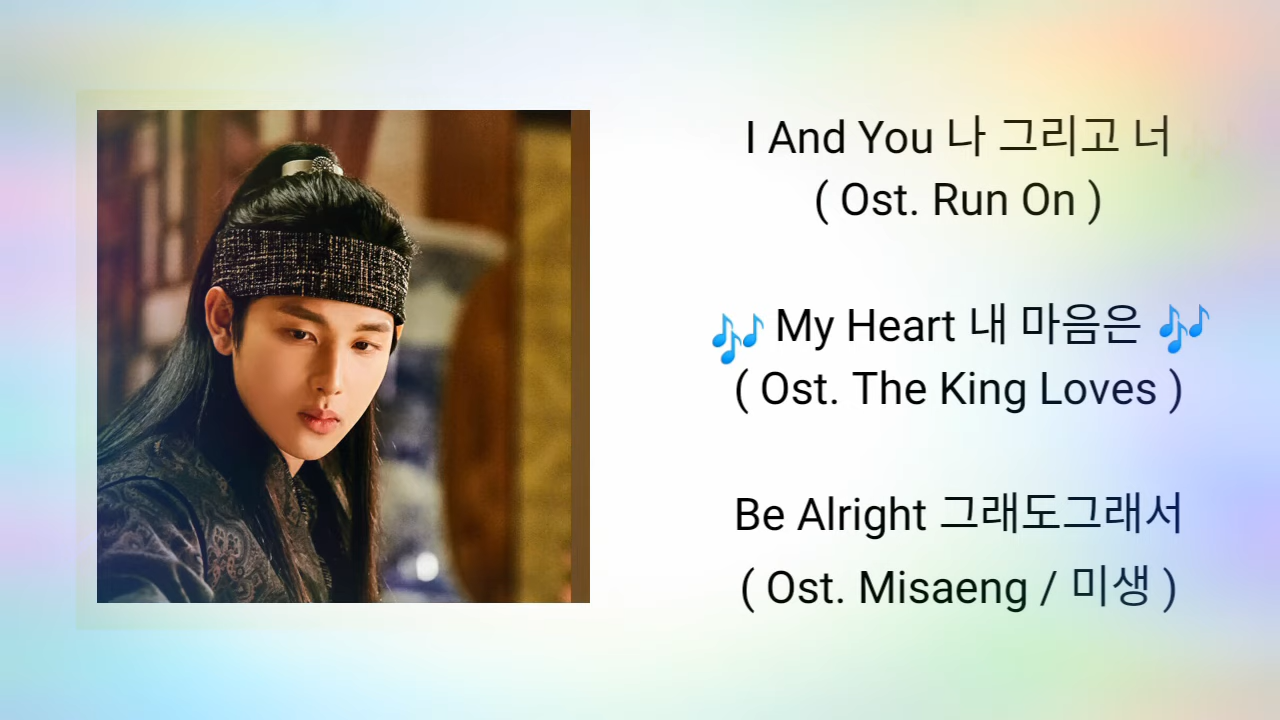 I And You 나 그리고 너
( Ost. Run On )
🎶 My Heart 내 마음은 🎶
( Ost. The King Loves )
Be Alright 그래도그래서
( Ost. Misaeng / 미생 )